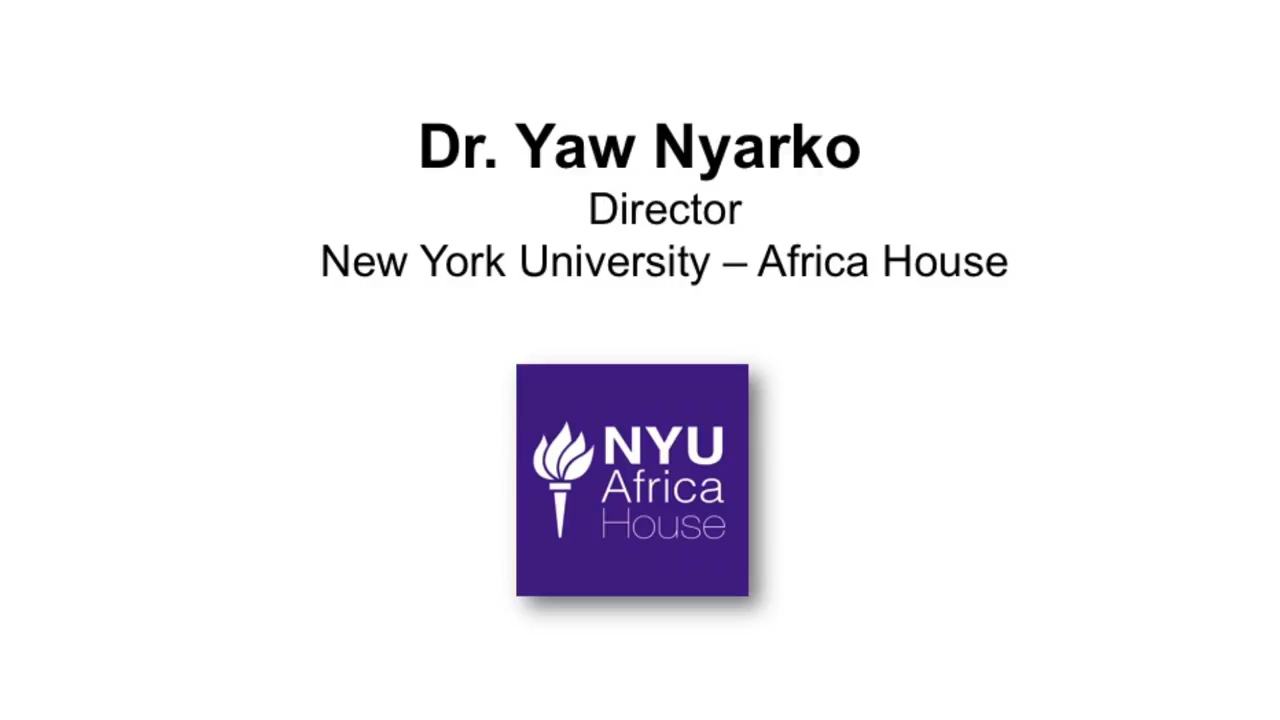 Dr. Yaw Nyarko
Director
New York University – Africa House
NYU
Africa
House